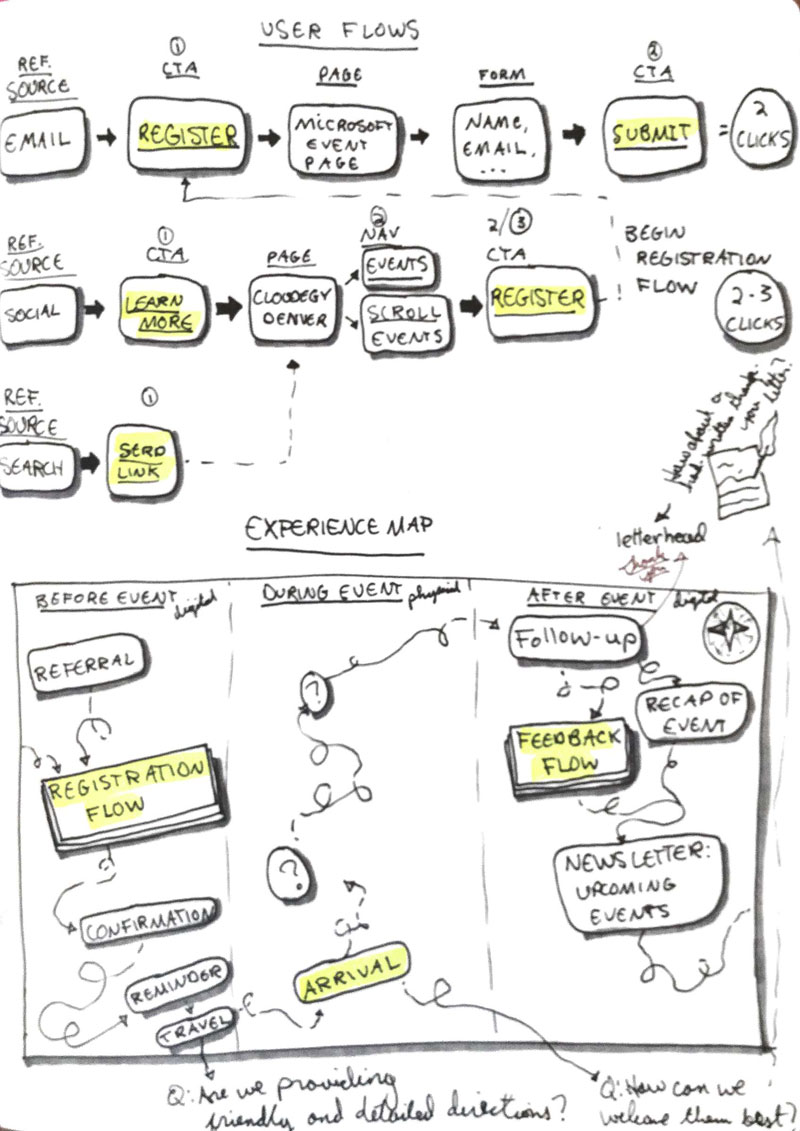 USER FLOWS
REF. SOURCE
① CTA
PAGE
FORM
② CTA
EMAIL
REGISTER
MICROSOFT
EVENT
PAGE
NAME,
EMAIL,
...
SUBMIT
=
2
CLICKS
REF.
SOURCE
① CTA
PAGE
② NAV
2/③
CTA
BEGIN
REGISTRATION
FLOW
SOCIAL
LEARN
MORE
CLOUDEGY
DENVER
EVENTS
SCROLL
EVENTS
REGISTER
2-3
CLICKS
REF.
SOURCE
①
SEARCH
SERP
LINK
How about a
hand written thank
you letter?
letterhead
EXPERIENCE MAP
BEFORE EVENT digital
DURING EVENT physical
AFTER EVENT digital
REFERRAL
REGISTRATION
FLOW
CONFIRMATION
REMINDER
TRAVEL
?
?
ARRIVAL
Follow-up
RECAP OF
EVENT
FEEDBACK
FLOW
NEWSLETTER:
UPCOMING
EVENTS
Q: Are we providing
friendly and detailed directions?
Q: How can we
welcome them best?